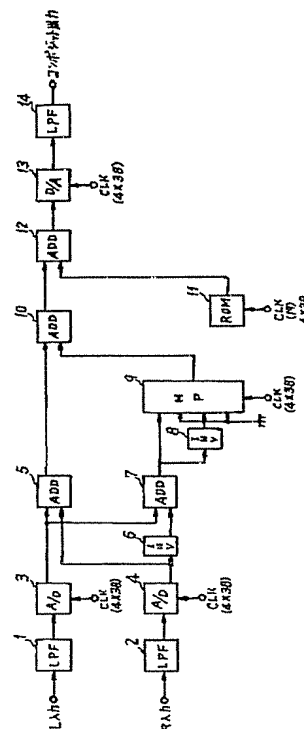 L入力
1
LPF
3
A/D
CLK
(4×38)
5
ADD
10
ADD
12
ADD
13
D/A
CLK
(4×38)
14
LPF
コンポジット出力
R入力
2
LPF
4
A/D
CLK
(4×38)
6
INV
7
ADD
8
INV
9
MP
CLK
(4×38)
11
ROM
CLK
(19)